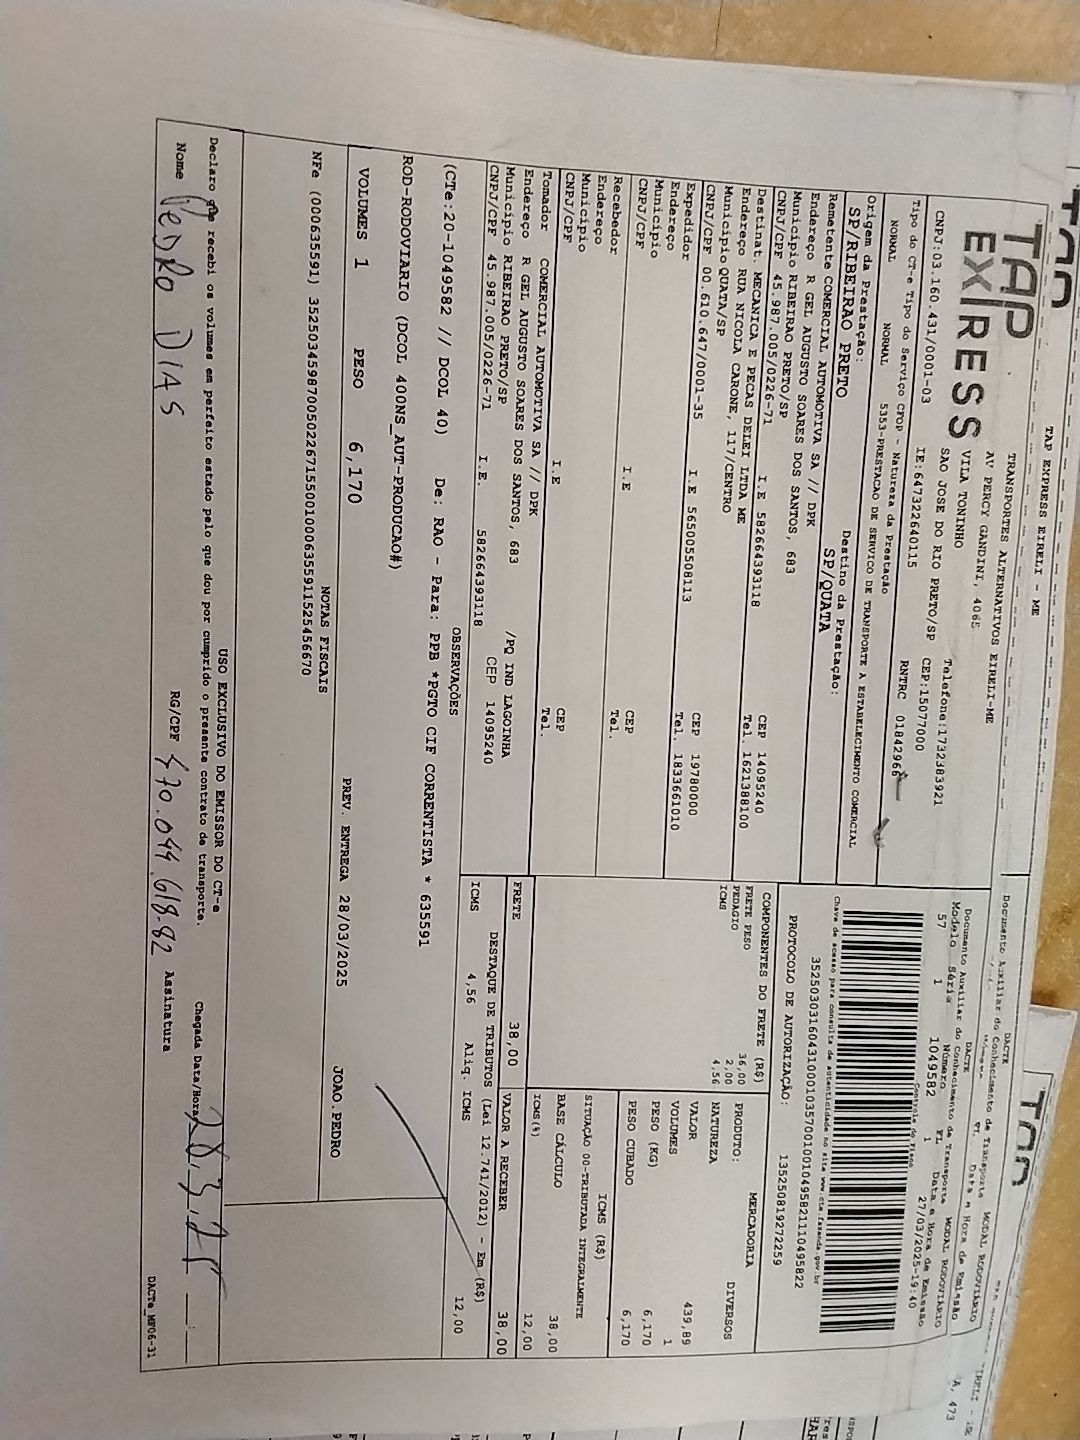 TAP EXPRESS EIRELI - ME
TAP
EXPRESS
TRANSPORTES ALTERNATIVOS EIRELI-ME
AV PERCY GANDINI, 4065
VILA TONINHO
SAO JOSE DO RIO PRETO/SP CEP:15077000
Telefone:1732383921
CNPJ:03.160.431/0001-03 IE:647322640115 RNTRC 01842966
DACTE
Documento Auxiliar do Conhecimento de Transporte MODAL RODOVIÁRIO
Modelo Série Número FL Data e Hora de Emissão
57 1 1049582 1 27/03/2025-19:40
Controle do Fisco
Tipo do CT-e Tipo do Serviço CFOP - Natureza da Prestação
NORMAL NORMAL 5353-PRESTACAO DE SERVICO DE TRANSPORTE A ESTABELECIMENTO COMERCIAL
Chave de acesso para consulta de autenticidade no site www.cte.fazenda.gov.br
35250303160431000103570010010495821110495822
PROTOCOLO DE AUTORIZAÇÃO: 135250819272259
Origem da Prestação: Destino da Prestação:
SP/RIBEIRAO PRETO SP/QUATA
Remetente COMERCIAL AUTOMOTIVA SA // DPK
Endereço R GEL AUGUSTO SOARES DOS SANTOS, 683
Município RIBEIRAO PRETO/SP CEP 14095240
CNPJ/CPF 45.987.005/0226-71 I.E 582664393118 Tel. 1621388100
Destinat. MECANICA E PECAS DELEI LTDA ME
Endereço RUA NICOLA CARONE, 117/CENTRO
Município QUATA/SP CEP 19780000
CNPJ/CPF 00.610.647/0001-35 I.E 565005508113 Tel. 1833661010
Expedidor
Endereço
Município CEP
CNPJ/CPF I.E Tel.
Recebedor
Endereço
Município CEP
CNPJ/CPF I.E Tel.
Tomador COMERCIAL AUTOMOTIVA SA // DPK
Endereço R GEL AUGUSTO SOARES DOS SANTOS, 683 /PQ IND LAGOINHA
Município RIBEIRAO PRETO/SP CEP 14095240
CNPJ/CPF 45.987.005/0226-71 I.E. 582664393118
COMPONENTES DO FRETE (R$)
FRETE PESO 36,00
PEDAGIO 2,00
ICMS 4,56
PRODUTO: MERCADORIA
NATUREZA DIVERSOS
VALOR 439,89
VOLUMES 1
PESO (KG) 6,170
PESO CUBADO 6,170
ICMS (R$)
SITUAÇÃO 00-TRIBUTADA INTEGRALMENTE
BASE CÁLCULO 38,00
ICMS(%) 12,00
FRETE 38,00 VALOR A RECEBER 38,00
DESTAQUE DE TRIBUTOS (Lei 12.741/2012) - Em (R$)
ICMS 4,56 Aliq. ICMS 12,00
OBSERVAÇÕES
(CTe:20-1049582 // DCOL 40) De: RAO - Para: PPB *PGTO CIF CORRENTISTA * 635591
ROD-RODOVIARIO (DCOL 400NS_AUT-PRODUCAO#)
VOLUMES 1 PESO 6,170 PREV. ENTREGA 28/03/2025 JOAO.PEDRO
NOTAS FISCAIS
NFe (000635591) 35250345987005022671550010006355911525456670
USO EXCLUSIVO DO EMISSOR DO CT-e
Declaro que recebi os volumes em perfeito estado pelo que dou por cumprido o presente contrato de transporte. Chegada Data/Hora 28.3.25
Nome PEDRO DIAS RG/CPF 470.044.618-82 Assinatura
DACTe_MF06-31